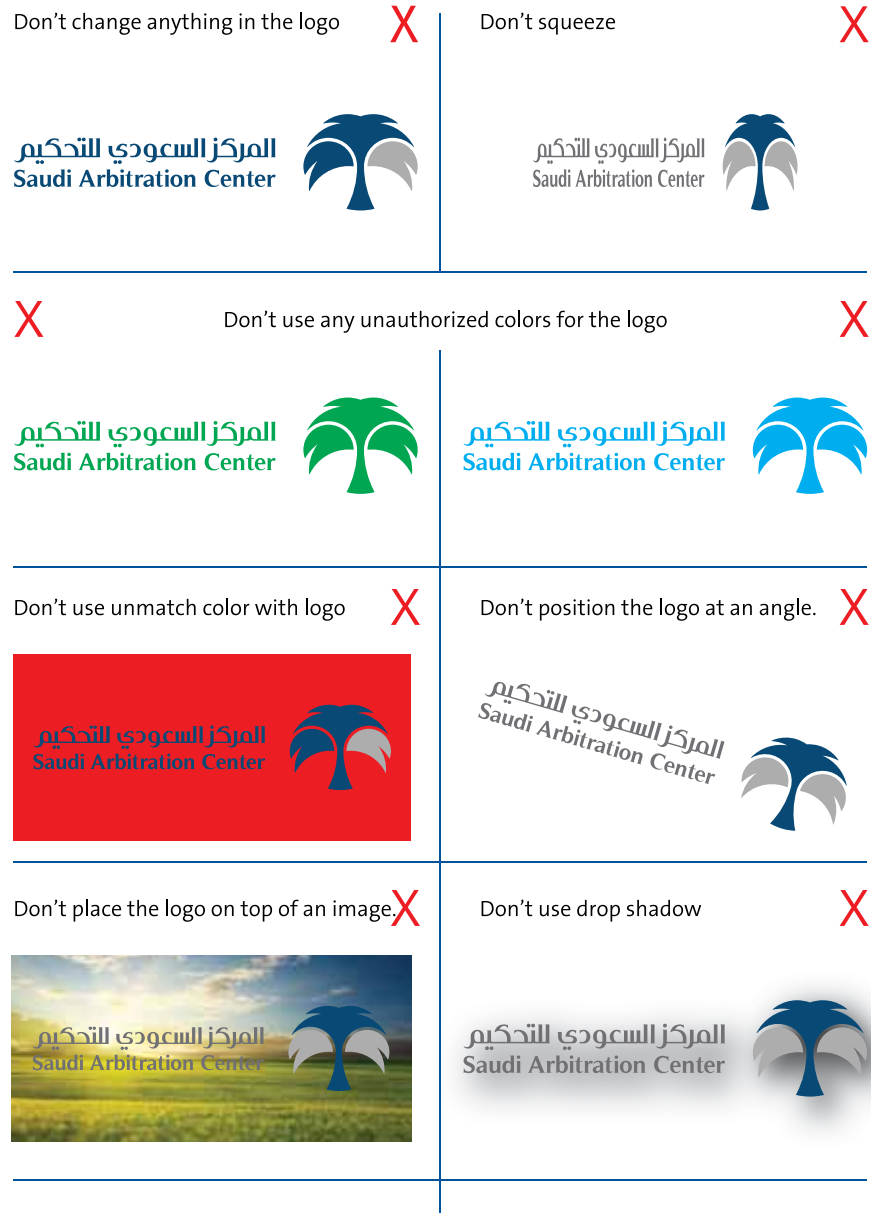 Don’t change anything in the logo X
Don’t squeeze X
المركز السعودي للتحكيم
Saudi Arbitration Center
المركز السعودي للتحكيم
Saudi Arbitration Center
X Don’t use any unauthorized colors for the logo X
المركز السعودي للتحكيم
Saudi Arbitration Center
المركز السعودي للتحكيم
Saudi Arbitration Center
Don’t use unmatch color with logo X
Don’t position the logo at an angle. X
المركز السعودي للتحكيم
Saudi Arbitration Center
المركز السعودي للتحكيم
Saudi Arbitration Center
Don’t place the logo on top of an image. X
Don’t use drop shadow X
المركز السعودي للتحكيم
Saudi Arbitration Center
المركز السعودي للتحكيم
Saudi Arbitration Center